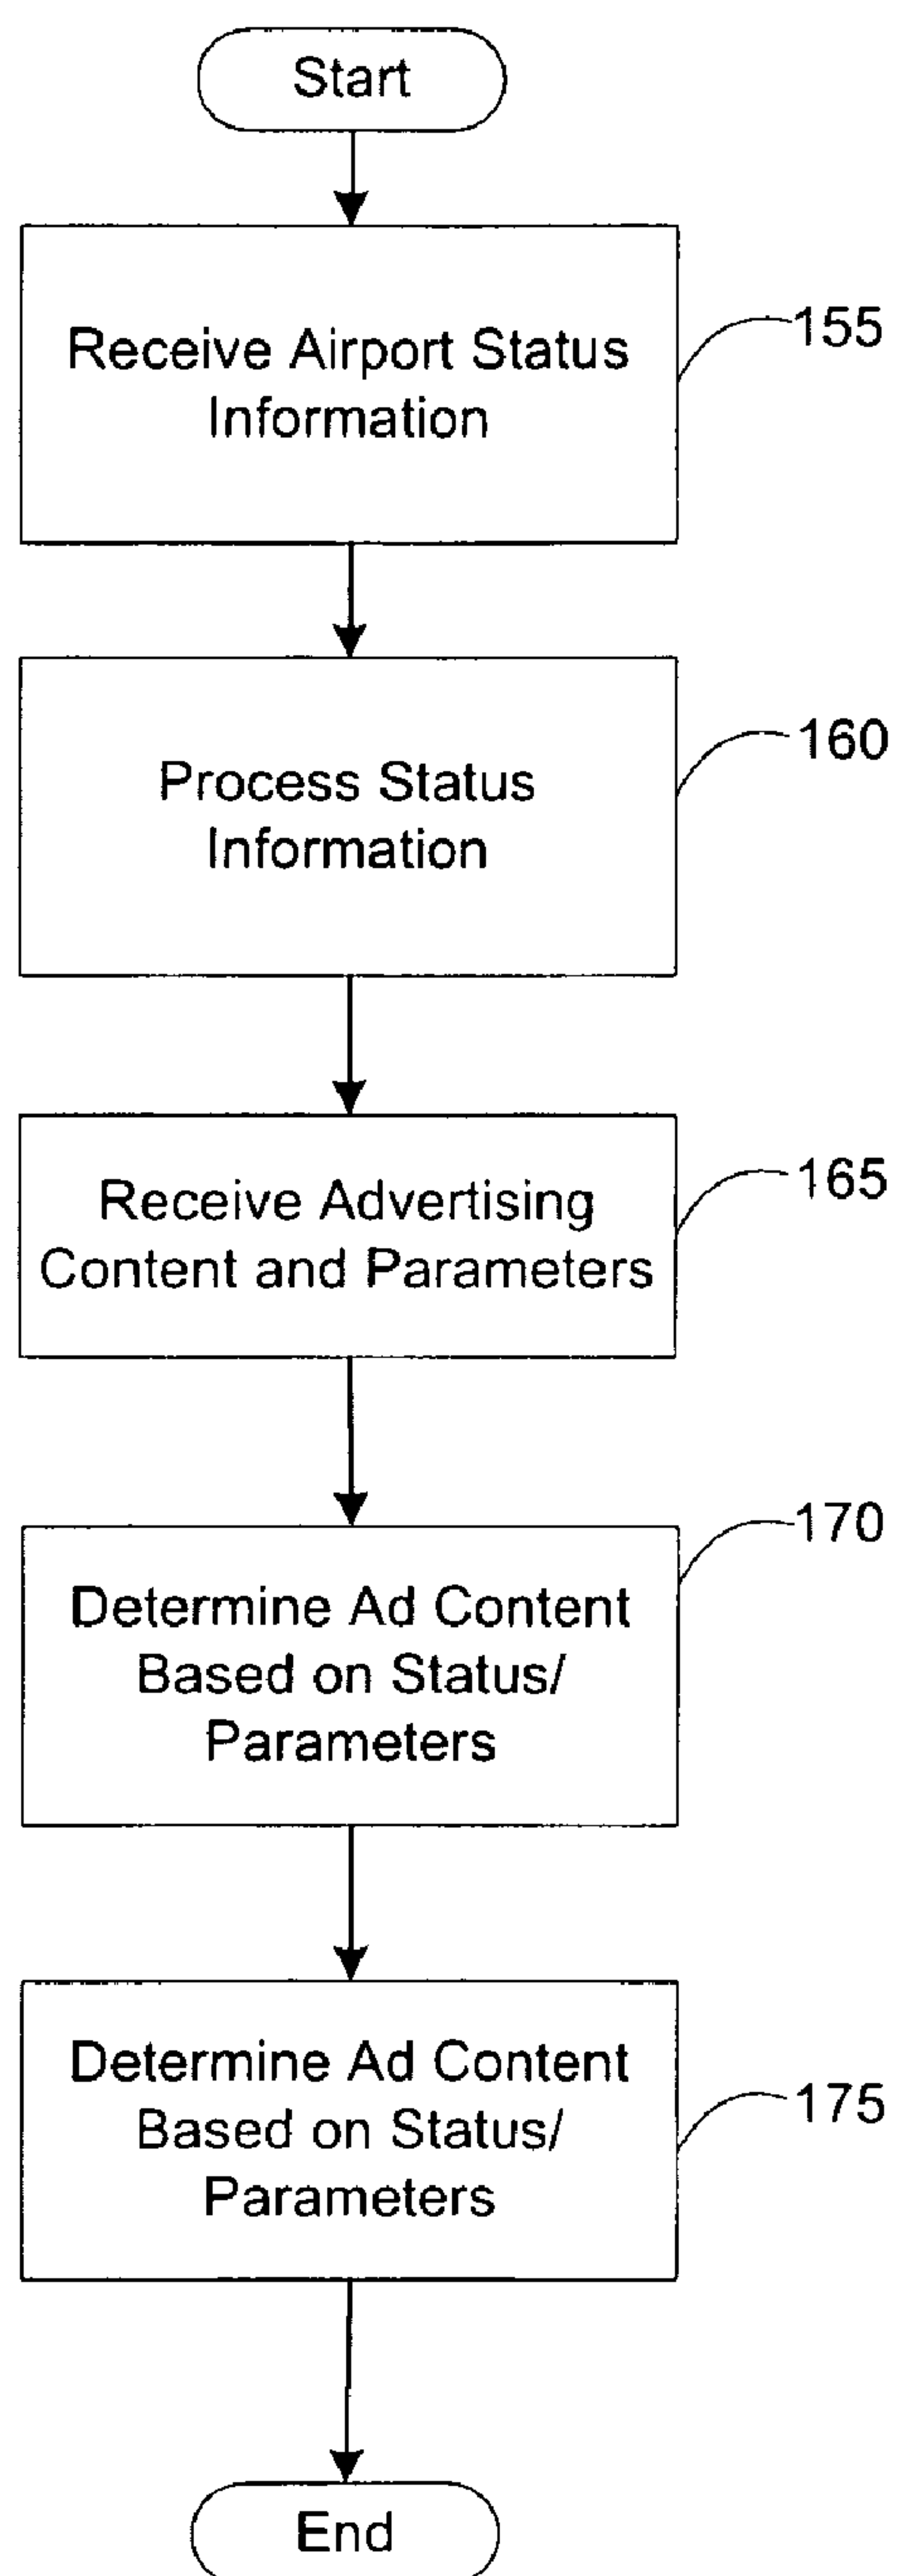 Start
Receive Airport Status
Information
155
Process Status
Information
160
Receive Advertising
Content and Parameters
165
Determine Ad Content
Based on Status/
Parameters
170
Determine Ad Content
Based on Status/
Parameters
175
End